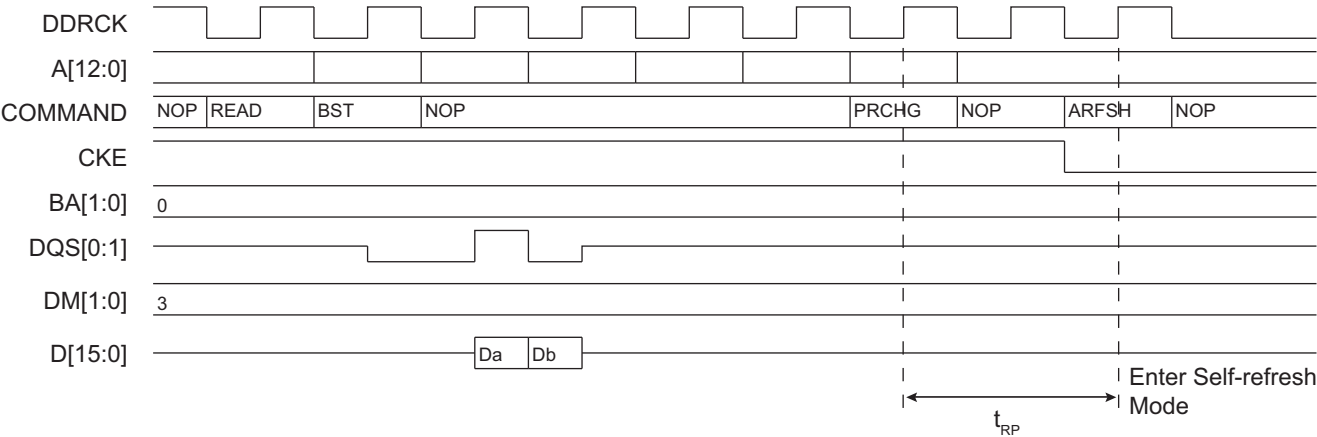 DDRCK
A[12:0]
COMMAND NOP READ BST NOP PRCHG NOP ARFSH NOP
CKE
BA[1:0] 0
DQS[0:1]
DM[1:0] 3
D[15:0] Da Db
Enter Self-refresh
Mode
tRP